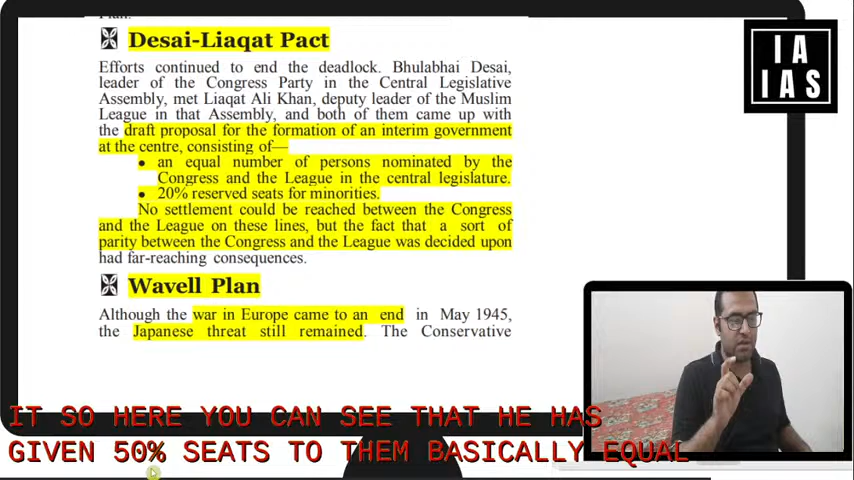 Plan.
Desai-Liaqat Pact
Efforts continued to end the deadlock. Bhulabhai Desai,
leader of the Congress Party in the Central Legislative
Assembly, met Liaqat Ali Khan, deputy leader of the Muslim
League in that Assembly, and both of them came up with
the draft proposal for the formation of an interim government
at the centre, consisting of—
• an equal number of persons nominated by the
Congress and the League in the central legislature.
• 20% reserved seats for minorities.
No settlement could be reached between the Congress
and the League on these lines, but the fact that a sort of
parity between the Congress and the League was decided upon
had far-reaching consequences.
Wavell Plan
Although the war in Europe came to an end in May 1945,
the Japanese threat still remained. The Conservative
IA
IAS
IT SO HERE YOU CAN SEE THAT HE HAS
GIVEN 50% SEATS TO THEM BASICALLY EQUAL